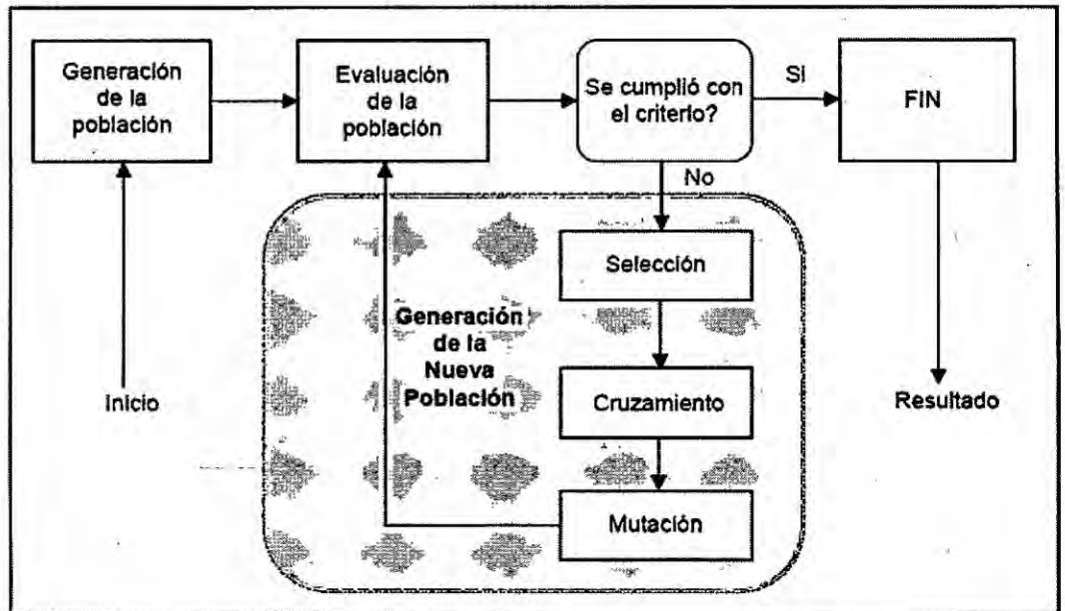 Generación
de la
población
Evaluación
de la
población
Se cumplió con
el criterio?
SI
FIN
No
Selección
Generación
de la
Nueva
Población
Cruzamiento
Inicio
Resultado
Mutación